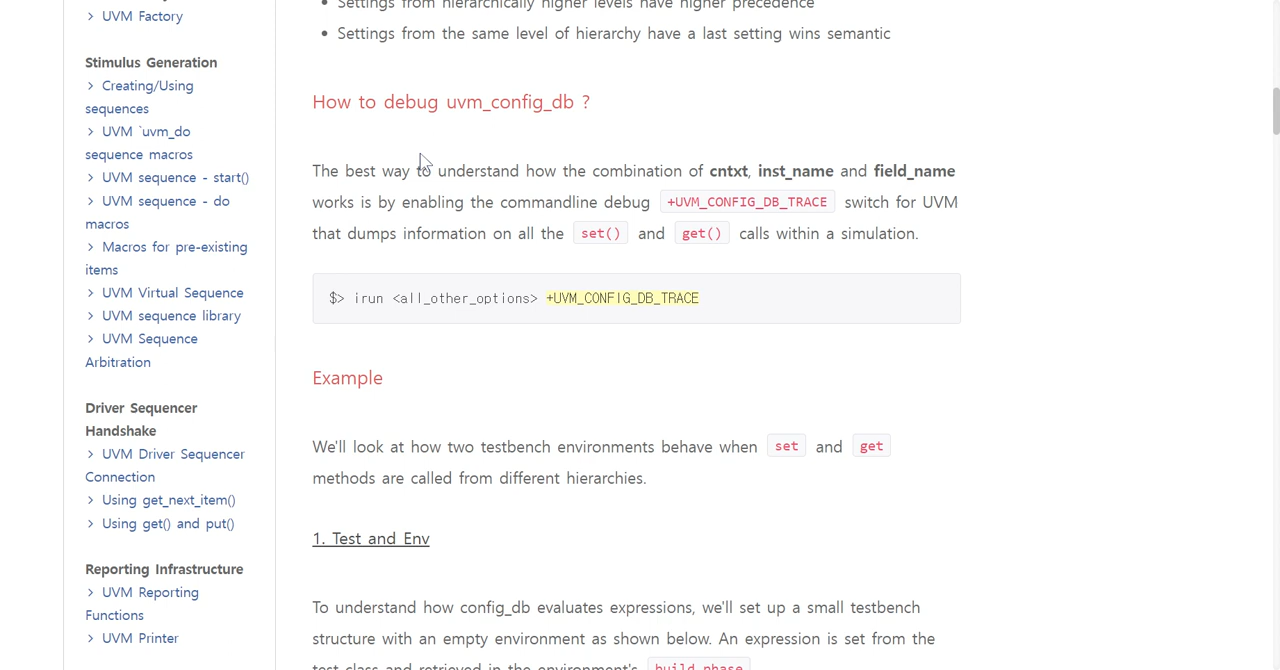 > UVM Factory
Stimulus Generation
> Creating/Using
sequences
> UVM `uvm_do
sequence macros
> UVM sequence - start()
> UVM sequence - do
macros
> Macros for pre-existing
items
> UVM Virtual Sequence
> UVM sequence library
> UVM Sequence
Arbitration
Driver Sequencer
Handshake
> UVM Driver Sequencer
Connection
> Using get_next_item()
> Using get() and put()
Reporting Infrastructure
> UVM Reporting
Functions
> UVM Printer
• Settings from hierarchically higher levels have higher precedence
• Settings from the same level of hierarchy have a last setting wins semantic
How to debug uvm_config_db ?
The best way to understand how the combination of cntxt, inst_name and field_name
works is by enabling the commandline debug +UVM_CONFIG_DB_TRACE switch for UVM
that dumps information on all the set() and get() calls within a simulation.
$> irun <all_other_options> +UVM_CONFIG_DB_TRACE
Example
We'll look at how two testbench environments behave when set and get
methods are called from different hierarchies.
1. Test and Env
To understand how config_db evaluates expressions, we'll set up a small testbench
structure with an empty environment as shown below. An expression is set from the
test class and retrieved in the environment's build_phase